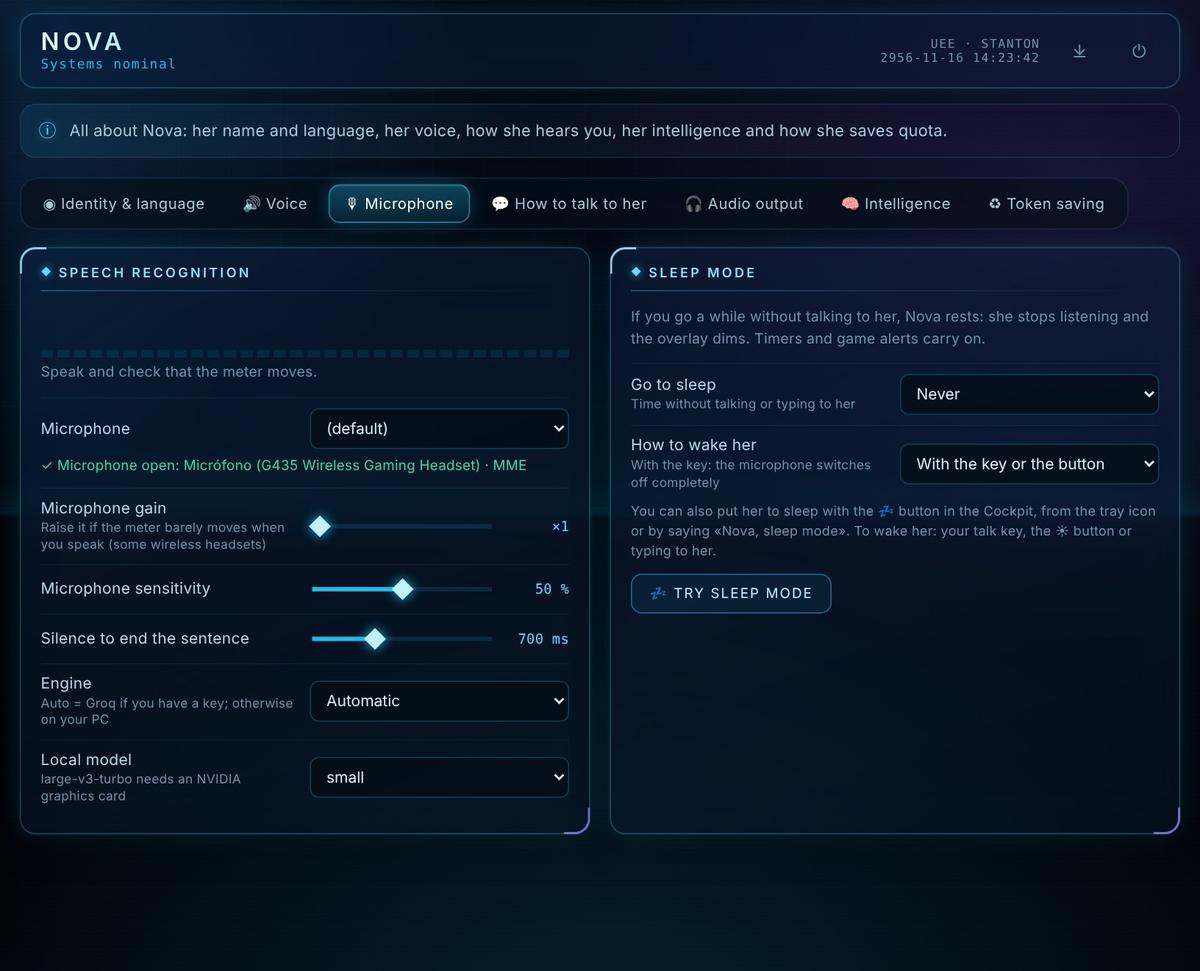 NOVA
Systems nominal
UEE · STANTON
2956-11-16 14:23:42
All about Nova: her name and language, her voice, how she hears you, her intelligence and how she saves quota.
Identity & language
Voice
Microphone
How to talk to her
Audio output
Intelligence
Token saving
SPEECH RECOGNITION
Speak and check that the meter moves.
Microphone
(default)
✓ Microphone open: Micrófono (G435 Wireless Gaming Headset) · MME
Microphone gain
Raise it if the meter barely moves when
you speak (some wireless headsets)
×1
Microphone sensitivity
50 %
Silence to end the sentence
700 ms
Engine
Auto = Groq if you have a key; otherwise
on your PC
Automatic
Local model
large-v3-turbo needs an NVIDIA
graphics card
small
SLEEP MODE
If you go a while without talking to her, Nova rests: she stops listening and
the overlay dims. Timers and game alerts carry on.
Go to sleep
Time without talking or typing to her
Never
How to wake her
With the key: the microphone switches
off completely
With the key or the button
You can also put her to sleep with the 💤 button in the Cockpit, from the tray icon
or by saying «Nova, sleep mode». To wake her: your talk key, the ☀ button or
typing to her.
💤 TRY SLEEP MODE